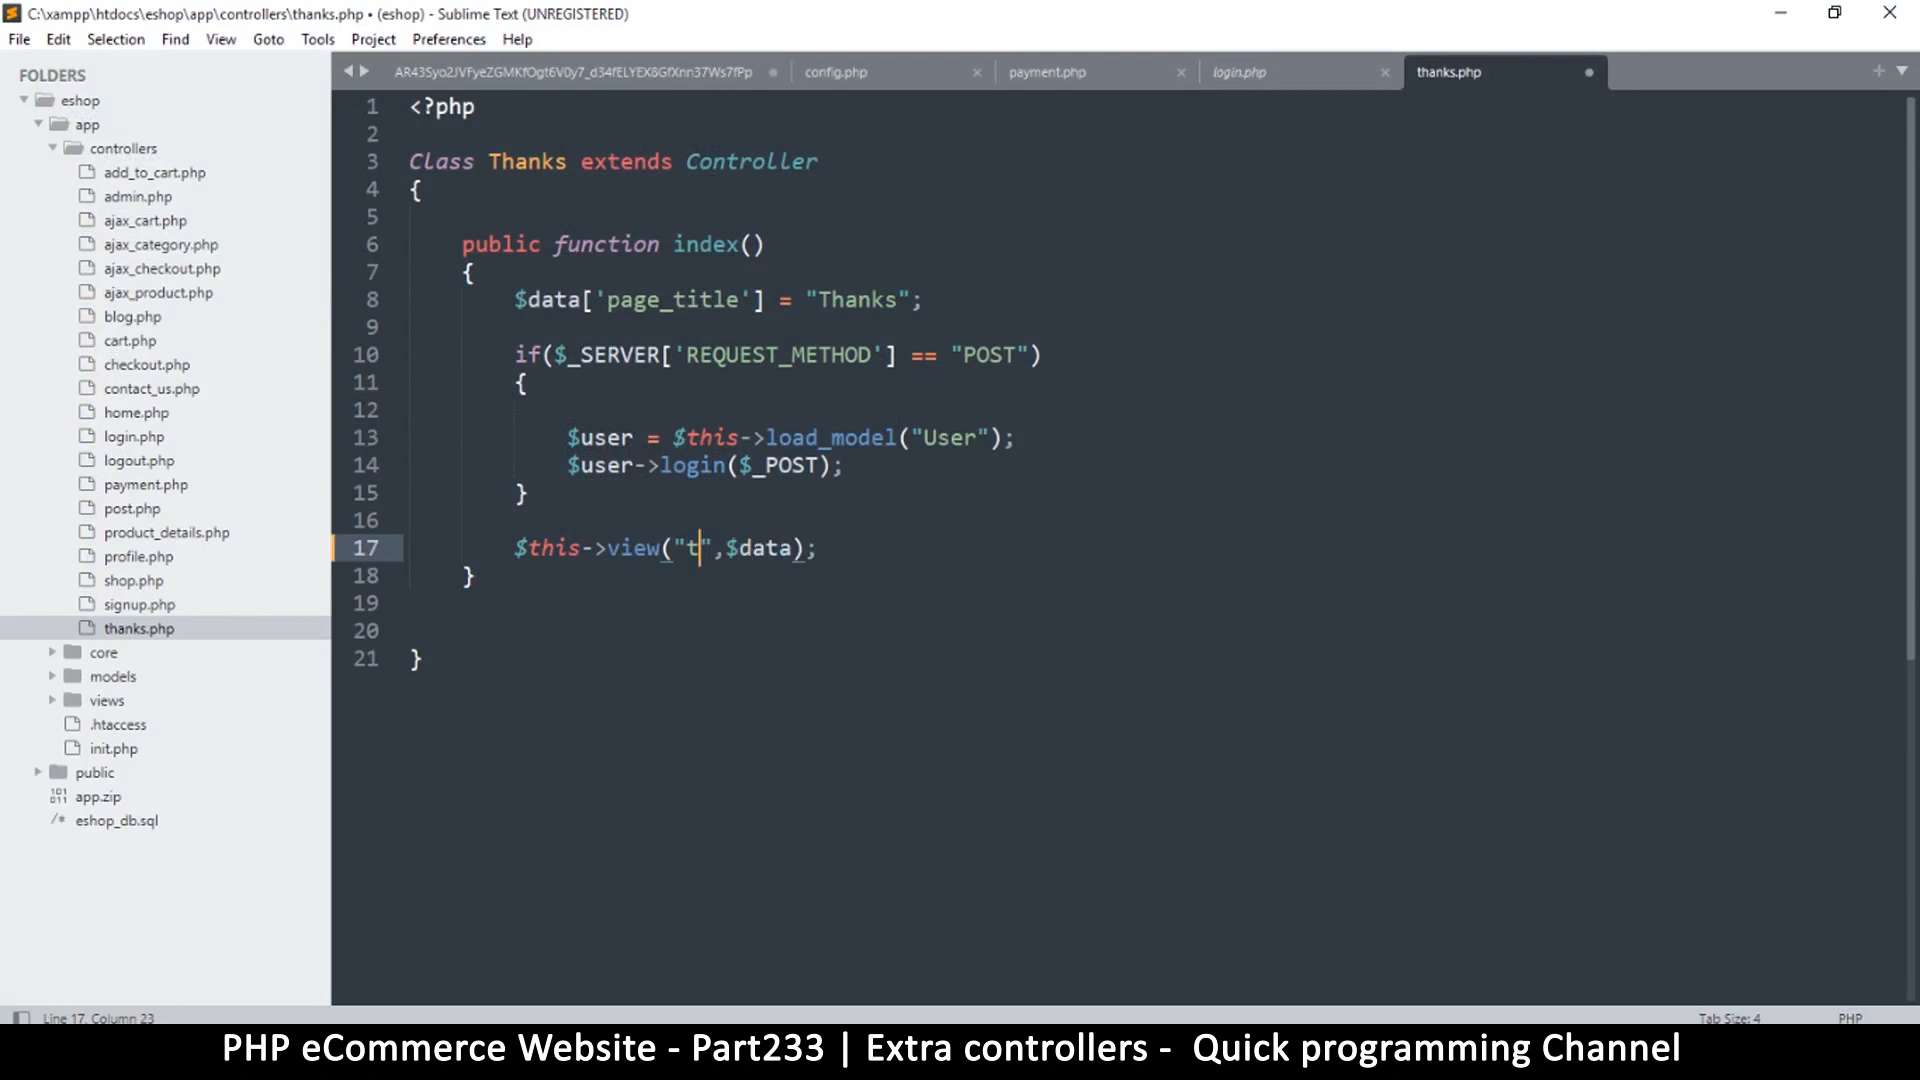 C:\xampp\htdocs\eshop\app\controllers\thanks.php • (eshop) - Sublime Text (UNREGISTERED)
File Edit Selection Find View Goto Tools Project Preferences Help
FOLDERS
eshop
app
controllers
add_to_cart.php
admin.php
ajax_cart.php
ajax_category.php
ajax_checkout.php
ajax_product.php
blog.php
cart.php
checkout.php
contact_us.php
home.php
login.php
logout.php
payment.php
post.php
product_details.php
profile.php
shop.php
signup.php
thanks.php
core
models
views
.htaccess
init.php
public
app.zip
eshop_db.sql
config.php payment.php login.php thanks.php
1 <?php
2
3 Class Thanks extends Controller
4 {
5
6 public function index()
7 {
8 $data['page_title'] = "Thanks";
9
10 if($_SERVER['REQUEST_METHOD'] == "POST")
11 {
12
13 $user = $this->load_model("User");
14 $user->login($_POST);
15 }
16
17 $this->view("t",$data);
18 }
19
20
21 }
Line 17, Column 23 Tab Size: 4 PHP
PHP eCommerce Website - Part233 | Extra controllers - Quick programming Channel